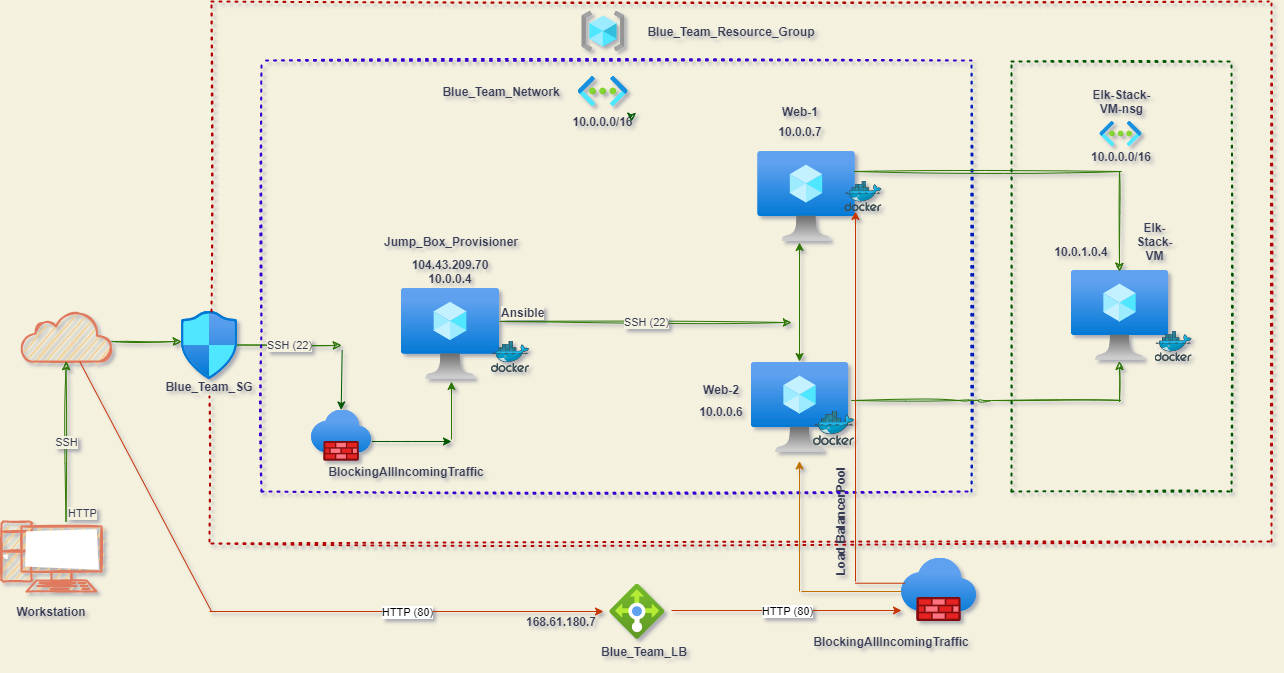 Blue_Team_Resource_Group
Blue_Team_Network
10.0.0.0/16
Elk-Stack-
VM-nsg
10.0.0.0/16
Web-1
10.0.0.7
docker
Jump_Box_Provisioner
104.43.209.70
10.0.0.4
Ansible
docker
SSH (22)
Elk-
Stack-
VM
10.0.1.0.4
docker
Blue_Team_SG
SSH (22)
Web-2
10.0.0.6
docker
BlockingAllIncomingTraffic
SSH
HTTP
Workstation
Load BalancerPool
HTTP (80)
168.61.180.7
Blue_Team_LB
HTTP (80)
BlockingAllIncomingTraffic